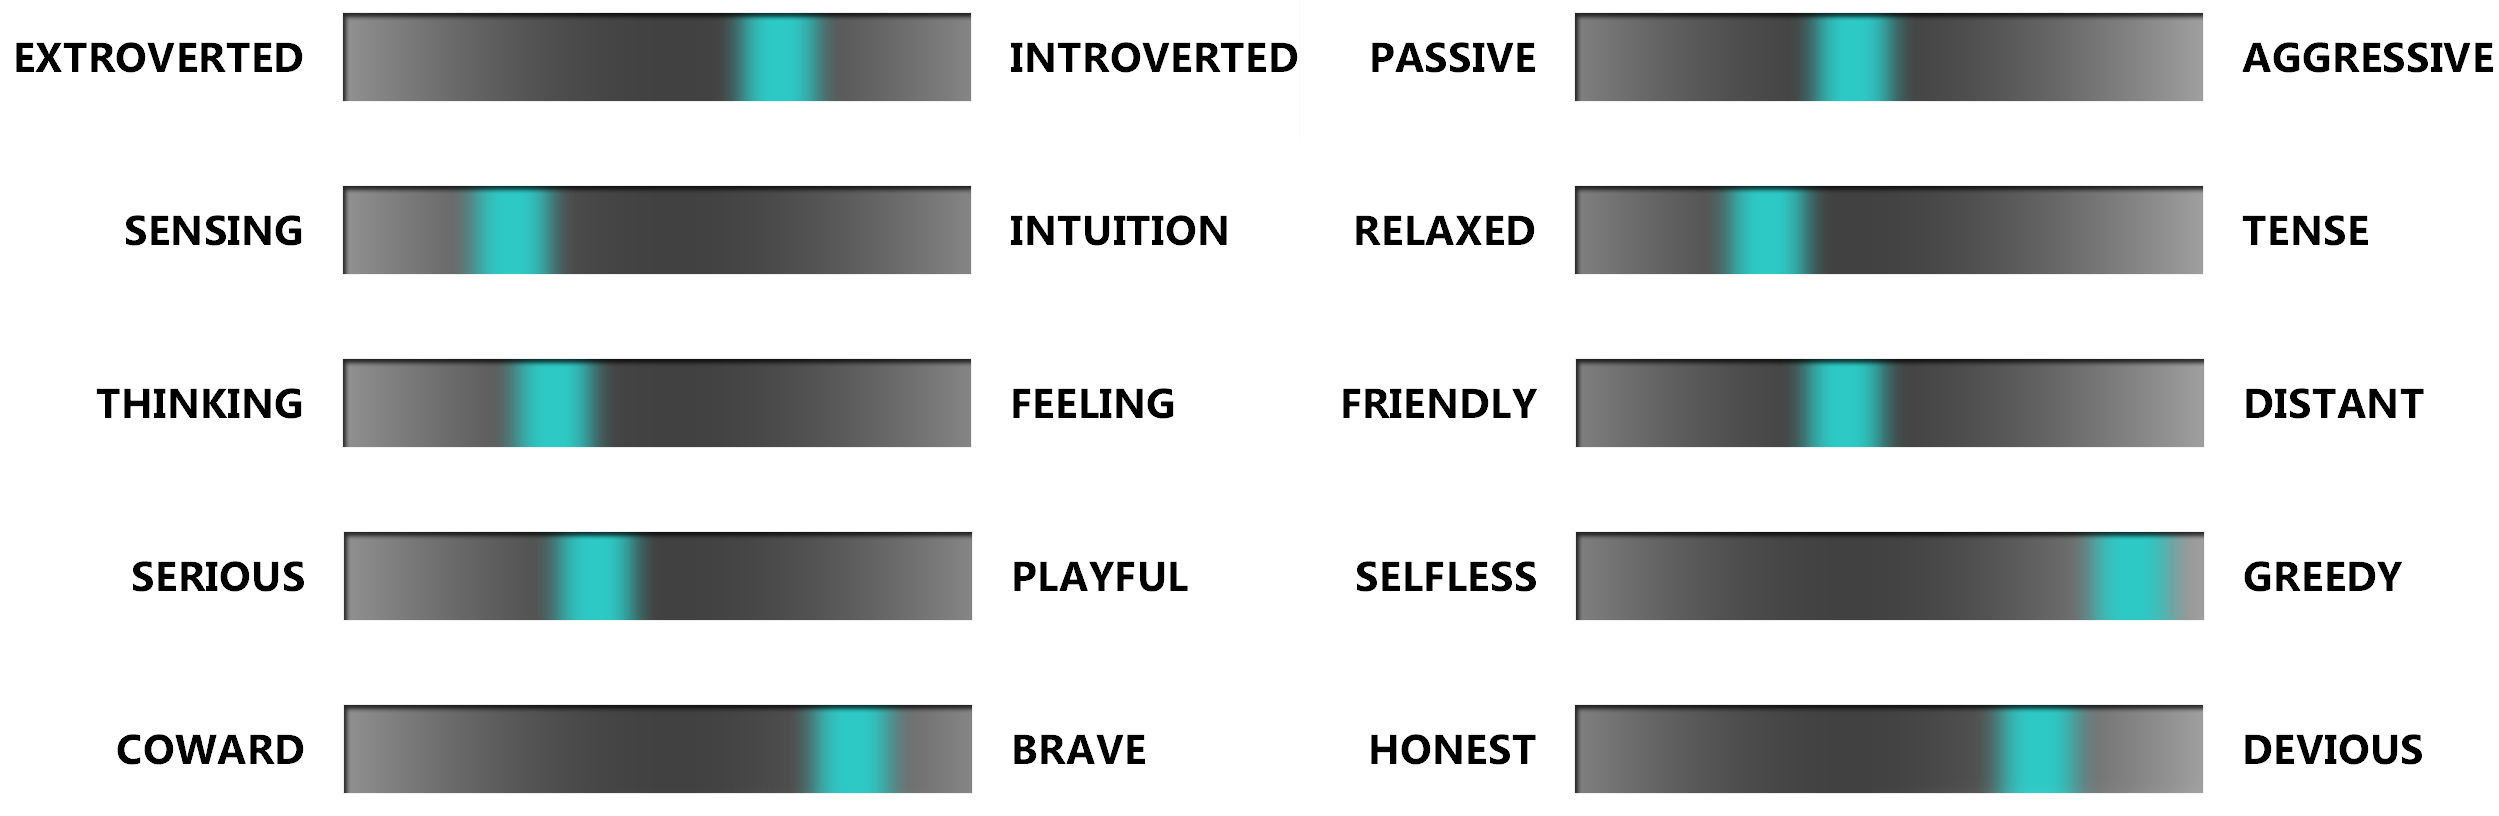 EXTROVERTED INTROVERTED
SENSING INTUITION
THINKING FEELING
SERIOUS PLAYFUL
COWARD BRAVE
PASSIVE AGGRESSIVE
RELAXED TENSE
FRIENDLY DISTANT
SELFLESS GREEDY
HONEST DEVIOUS